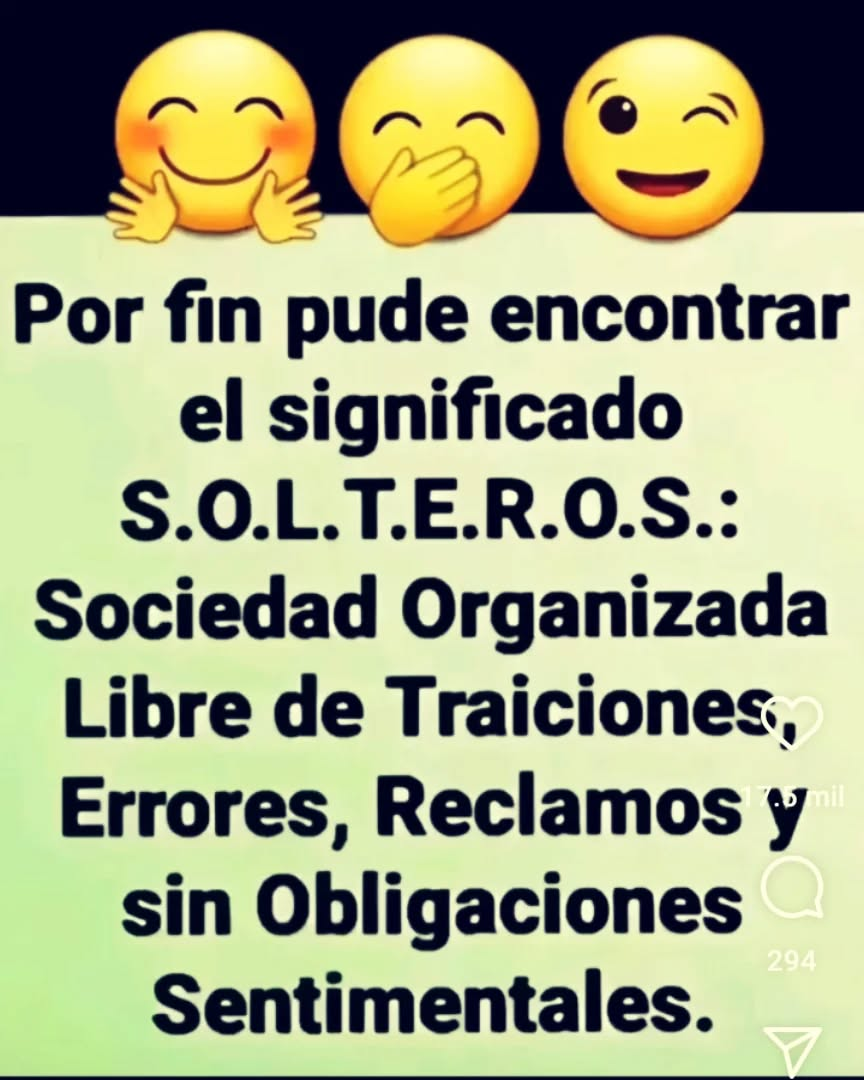 Por fin pude encontrar
el significado
S.O.L.T.E.R.O.S.:
Sociedad Organizada
Libre de Traiciones,
Errores, Reclamos y
sin Obligaciones
Sentimentales.
17.5 mil
294